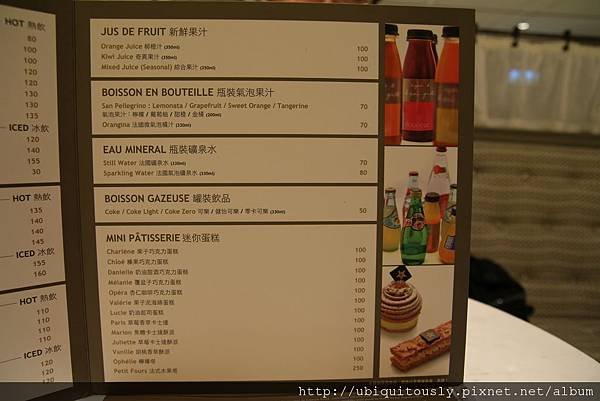 HOT 熱飲
80
100
100
120
120
130
130
135
ICED 冰飲
120
140
155
30
HOT 熱飲
135
140
140
145
ICED 冰飲
155
160
HOT 熱飲
110
110
110
ICED 冰飲
120
120
JUS DE FRUIT 新鮮果汁
Orange Juice 柳橙汁 (350ml) 100
Kiwi Juice 奇異果汁 (350ml) 100
Mixed Juice (Seasonal) 綜合果汁 (350ml) 100
BOISSON EN BOUTEILLE 瓶裝氣泡果汁
San Pellegrino : Lemonata / Grapefruit / Sweet Orange / Tangerine 70
氣泡果汁：檸檬 / 葡萄柚 / 甜橙 / 金橘 (200ml)
Orangina 法國微氣泡橘汁 (330ml) 70
EAU MINERAL 瓶裝礦泉水
Still Water 法國礦泉水 (330ml) 70
Sparkling Water 法國氣泡礦泉水 (330ml) 80
BOISSON GAZEUSE 罐裝飲品
Coke / Coke Light / Coke Zero 可樂 / 健怡可樂 / 零卡可樂 (330ml) 50
MINI PÂTISSERIE 迷你蛋糕
Charlène 果子巧克力蛋糕 100
Chloé 榛果巧克力蛋糕 100
Danielle 奶油甜酒巧克力蛋糕 100
Mélanie 覆盆子巧克力蛋糕 100
Opéra 杏仁咖啡巧克力蛋糕 100
Valérie 果子泥海綿蛋糕 100
Lucie 奶油起司蛋糕 100
Paris 草莓香草卡士達 100
Marion 焦糖卡士達酥派 100
Juliette 草莓卡士達酥派 100
Vanille 胡桃香草酥派 100
Ophélie 檸檬塔 100
Petit Fours 法式水果塔 250
http://ubiquitously.pixnet.net/album